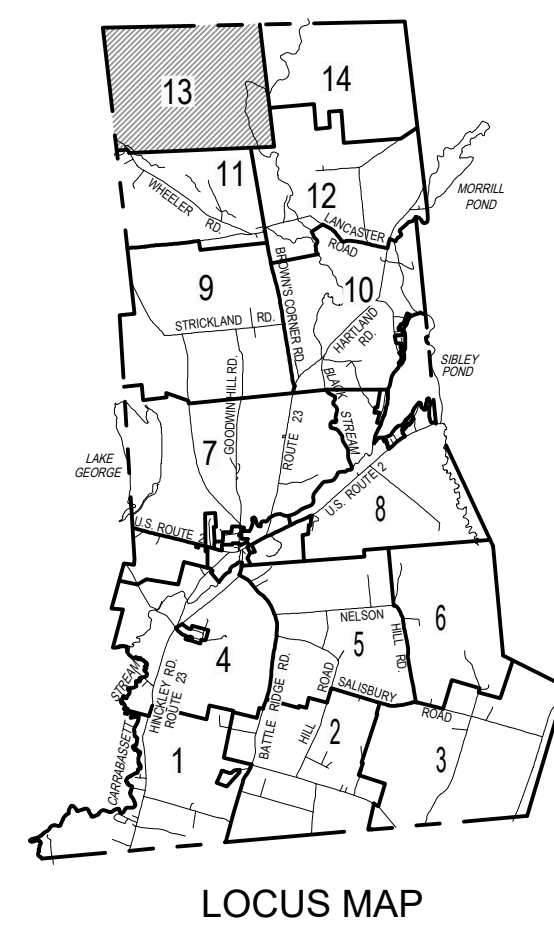 13
14
11
WHEELER RD.
12
LANCASTER ROAD
MORRILL
POND
9
BROWN'S CORNER RD.
10
STRICKLAND RD.
HARTLAND RD.
SIBLEY
POND
GOODWIN HILL RD.
BLACK STREAM
LAKE
GEORGE
7
ROUTE 23
U.S. ROUTE 2
8
U.S. ROUTE 2
NELSON HILL RD.
6
5
4
HINCKLEY RD.
ROUTE 23
BATTLE RIDGE RD.
SALISBURY ROAD
HILL ROAD
2
CARRABASSETT STREAM
1
3
LOCUS MAP